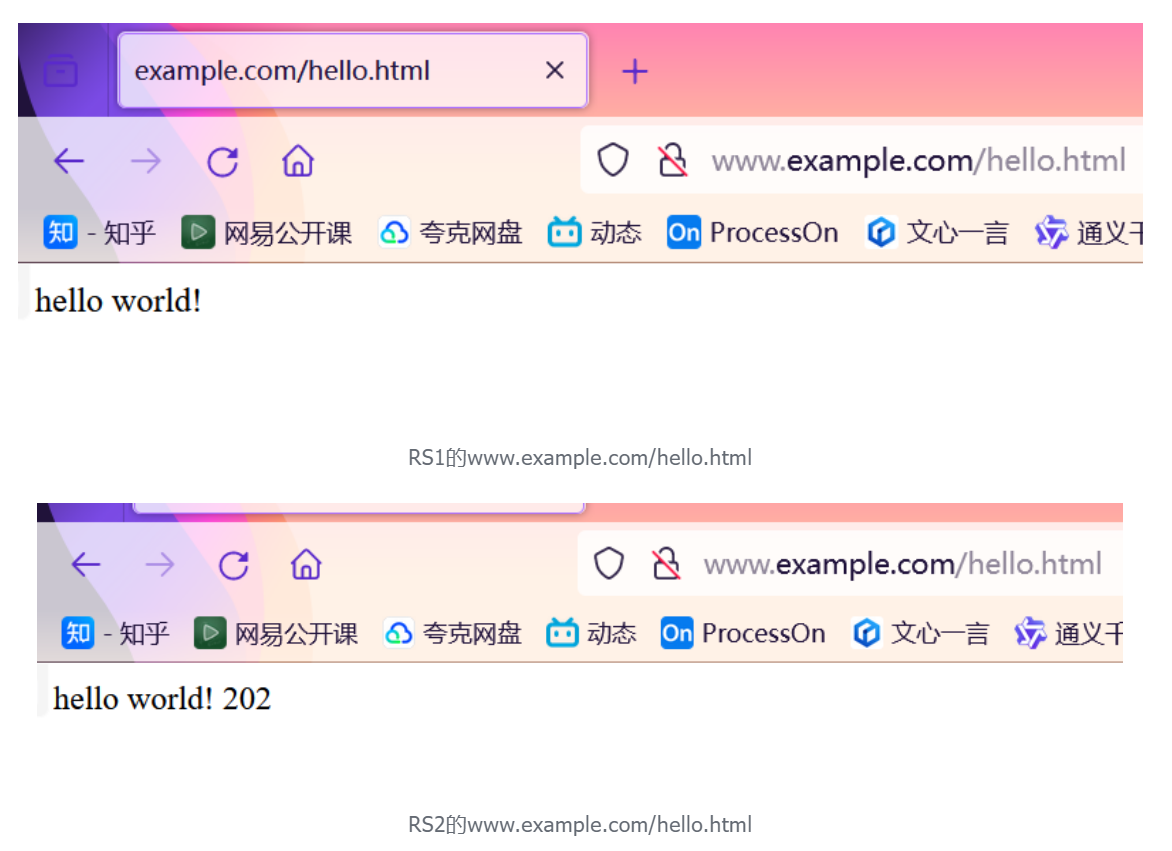 example.com/hello.html
www.example.com/hello.html
知 - 知乎 网易公开课 夸克网盘 动态 On ProcessOn 文心一言 通义千
hello world!
RS1的www.example.com/hello.html
www.example.com/hello.html
知 - 知乎 网易公开课 夸克网盘 动态 On ProcessOn 文心一言 通义千
hello world! 202
RS2的www.example.com/hello.html